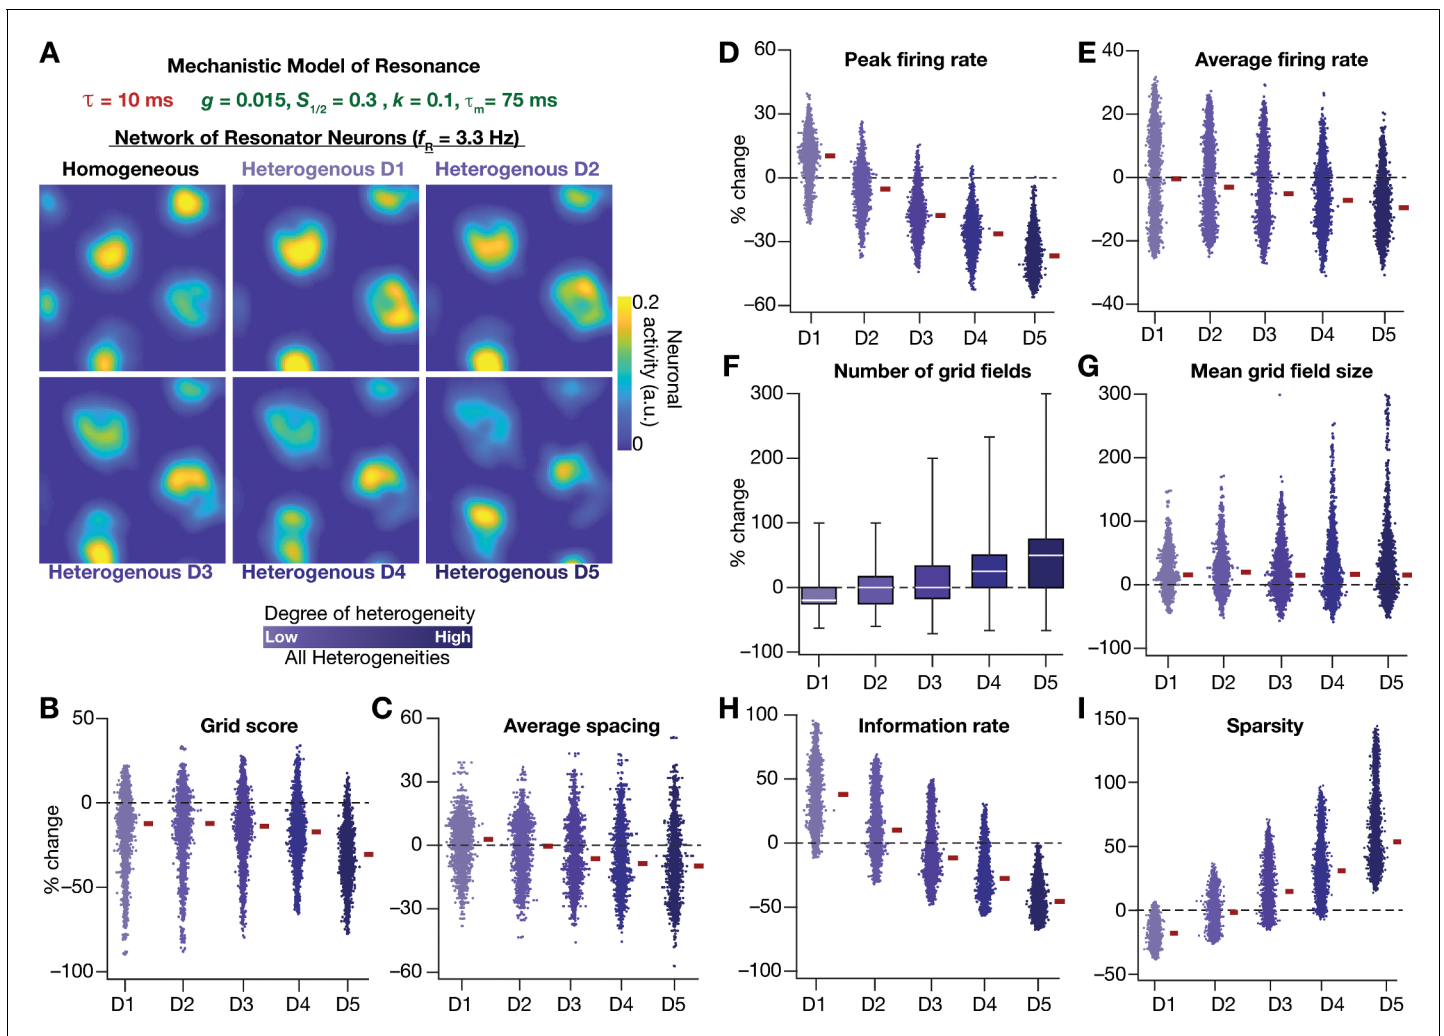 A
Mechanistic Model of Resonance
τ = 10 ms g = 0.015, S1/2 = 0.3 , k = 0.1, τm= 75 ms
Network of Resonator Neurons (fR = 3.3 Hz)
Homogeneous Heterogenous D1 Heterogenous D2
0.2
0
Neuronal
activity (a.u.)
Heterogenous D3 Heterogenous D4 Heterogenous D5
Degree of heterogeneity
Low High
All Heterogeneities
B
Grid score
% change
50
0
−50
−100
D1 D2 D3 D4 D5
C
Average spacing
60
30
0
−30
−60
D1 D2 D3 D4 D5
D
Peak firing rate
% change
60
30
0
−30
−60
D1 D2 D3 D4 D5
E
Average firing rate
40
20
0
−20
−40
D1 D2 D3 D4 D5
F
Number of grid fields
% change
300
200
100
0
−100
D1 D2 D3 D4 D5
G
Mean grid field size
300
200
100
0
−100
D1 D2 D3 D4 D5
H
Information rate
100
50
0
−50
−100
D1 D2 D3 D4 D5
I
Sparsity
150
100
50
0
−50
D1 D2 D3 D4 D5